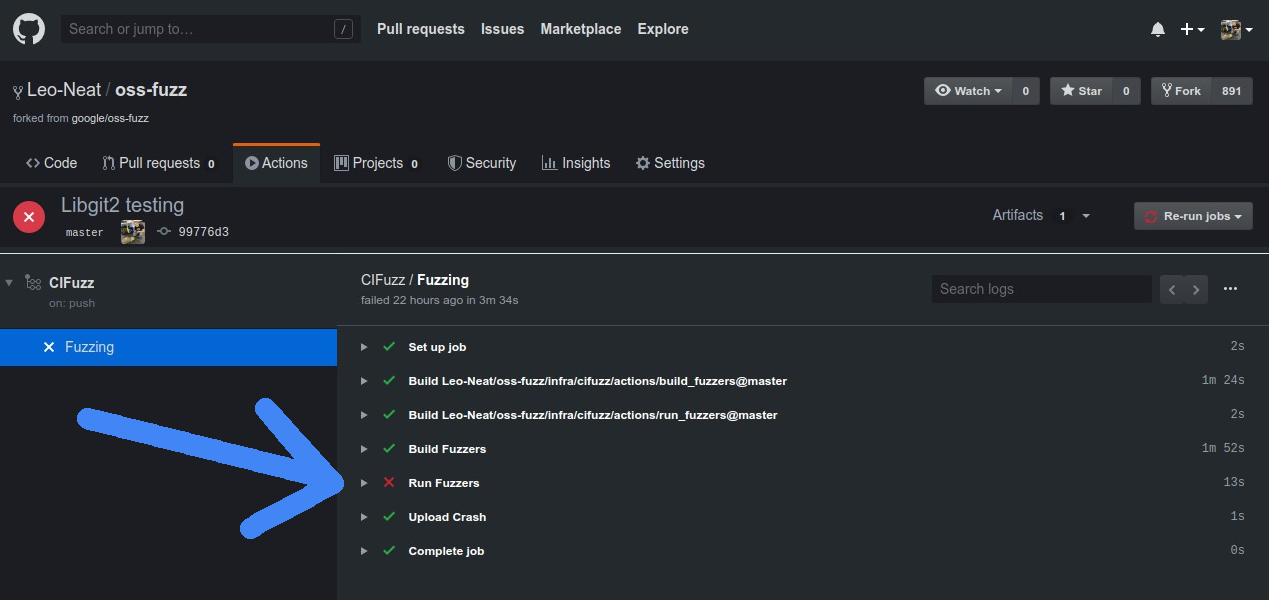 Search or jump to… / Pull requests Issues Marketplace Explore
Leo-Neat / oss-fuzz Watch 0 Star 0 Fork 891
forked from google/oss-fuzz
Code Pull requests 0 Actions Projects 0 Security Insights Settings
Libgit2 testing
master 99776d3
Artifacts 1 Re-run jobs
CIFuzz
on: push
Fuzzing
CIFuzz / Fuzzing
failed 22 hours ago in 3m 34s
Search logs
Set up job 2s
Build Leo-Neat/oss-fuzz/infra/cifuzz/actions/build_fuzzers@master 1m 24s
Build Leo-Neat/oss-fuzz/infra/cifuzz/actions/run_fuzzers@master 2s
Build Fuzzers 1m 52s
Run Fuzzers 13s
Upload Crash 1s
Complete job 0s